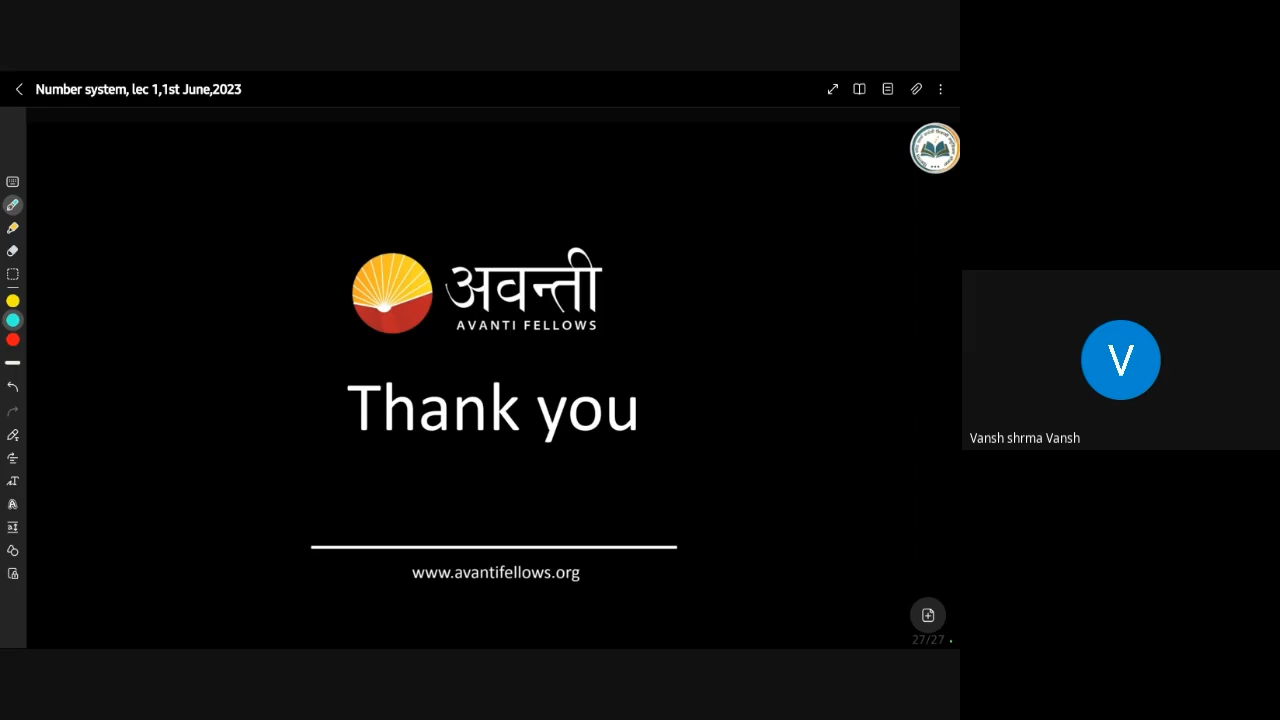 Number system, lec 1,1st June,2023
अवन्ती
AVANTI FELLOWS
Thank you
www.avantifellows.org
27/27
V
Vansh shrma Vansh